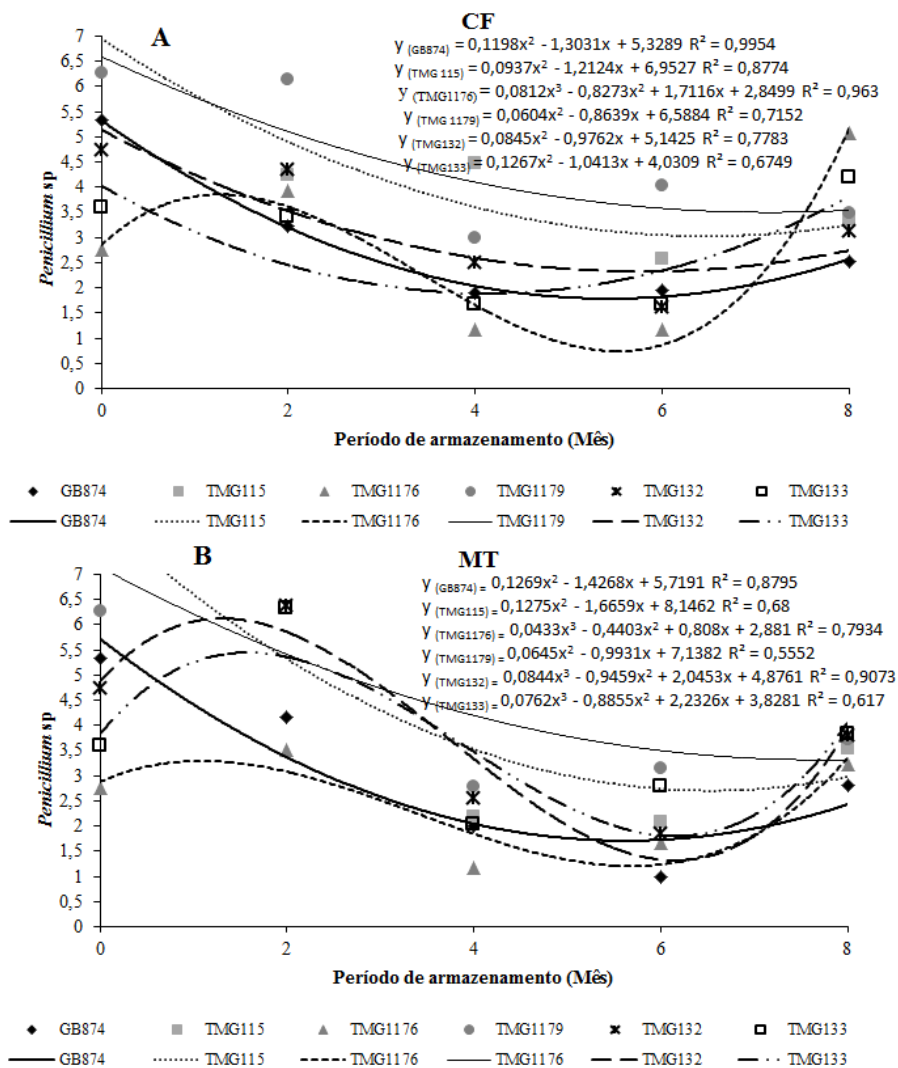 A
CF
y (GB874) = 0,1198x² - 1,3031x + 5,3289 R² = 0,9954
y (TMG 115) = 0,0937x² - 1,2124x + 6,9527 R² = 0,8774
y (TMG1176) = 0,0812x³ - 0,8273x² + 1,7116x + 2,8499 R² = 0,963
y (TMG 1179) = 0,0604x² - 0,8639x + 6,5884 R² = 0,7152
y (TMG132) = 0,0845x² - 0,9762x + 5,1425 R² = 0,7783
y (TMG133) = 0,1267x² - 1,0413x + 4,0309 R² = 0,6749
Penicillium sp
7
6,5
6
5,5
5
4,5
4
3,5
3
2,5
2
1,5
1
0,5
0
0 2 4 6 8
Período de armazenamento (Mês)
GB874 TMG115 TMG1176 TMG1179 TMG132 TMG133
GB874 TMG115 TMG1176 TMG1179 TMG132 TMG133
B
MT
y (GB874) = 0,1269x² - 1,4268x + 5,7191 R² = 0,8795
y (TMG115) = 0,1275x² - 1,6659x + 8,1462 R² = 0,68
y (TMG1176) = 0,0433x³ - 0,4403x² + 0,808x + 2,881 R² = 0,7934
y (TMG1179) = 0,0645x² - 0,9931x + 7,1382 R² = 0,5552
y (TMG132) = 0,0844x³ - 0,9459x² + 2,0453x + 4,8761 R² = 0,9073
y (TMG133) = 0,0762x³ - 0,8855x² + 2,2326x + 3,8281 R² = 0,617
Penicillium sp
7
6,5
6
5,5
5
4,5
4
3,5
3
2,5
2
1,5
1
0,5
0
0 2 4 6 8
Período de armazenamento (Mês)
GB874 TMG115 TMG1176 TMG1179 TMG132 TMG133
GB874 TMG115 TMG1176 TMG1176 TMG132 TMG133